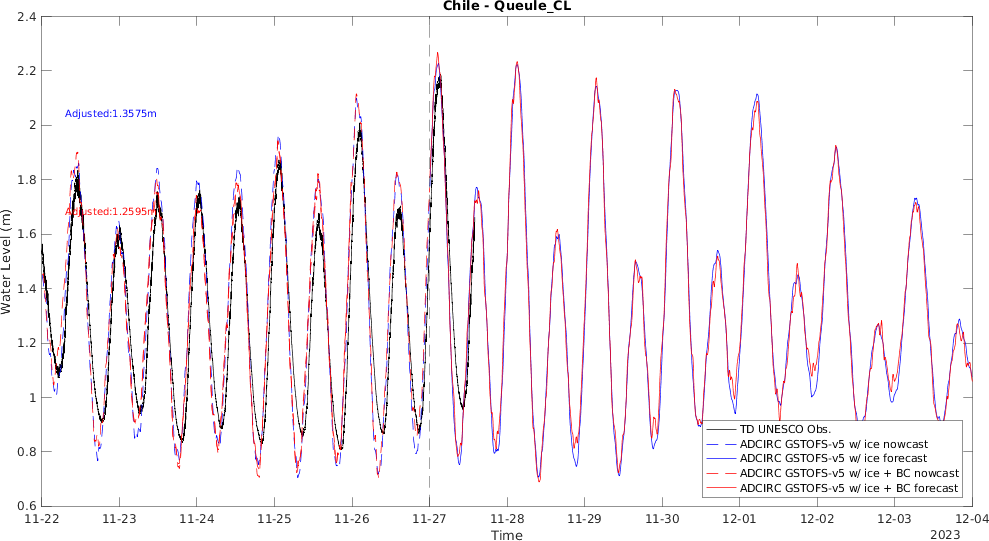 Chile - Queule_CL
2.4
2.2
2
1.8
1.6
1.4
1.2
1
0.8
0.6
Water Level (m)
Adjusted:1.3575m
Adjusted:1.2595m
TD UNESCO Obs.
ADCIRC GSTOFS-v5 w/ ice nowcast
ADCIRC GSTOFS-v5 w/ ice forecast
ADCIRC GSTOFS-v5 w/ ice + BC nowcast
ADCIRC GSTOFS-v5 w/ ice + BC forecast
11-22 11-23 11-24 11-25 11-26 11-27 11-28 11-29 11-30 12-01 12-02 12-03 12-04
Time
2023